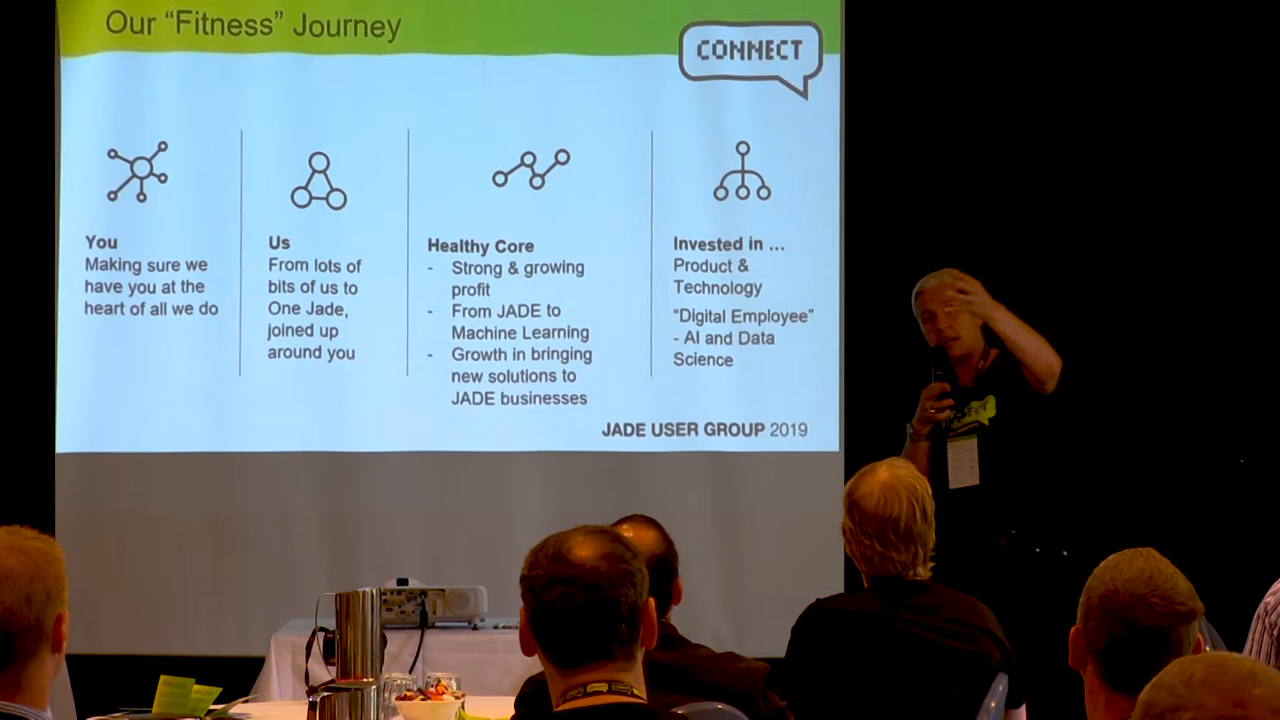 Our “Fitness” Journey
CONNECT
You
Making sure we
have you at the
heart of all we do
Us
From lots of
bits of us to
One Jade,
joined up
around you
Healthy Core
- Strong & growing
profit
- From JADE to
Machine Learning
- Growth in bringing
new solutions to
JADE businesses
Invested in ...
Product &
Technology
“Digital Employee”
- AI and Data
Science
JADE USER GROUP 2019